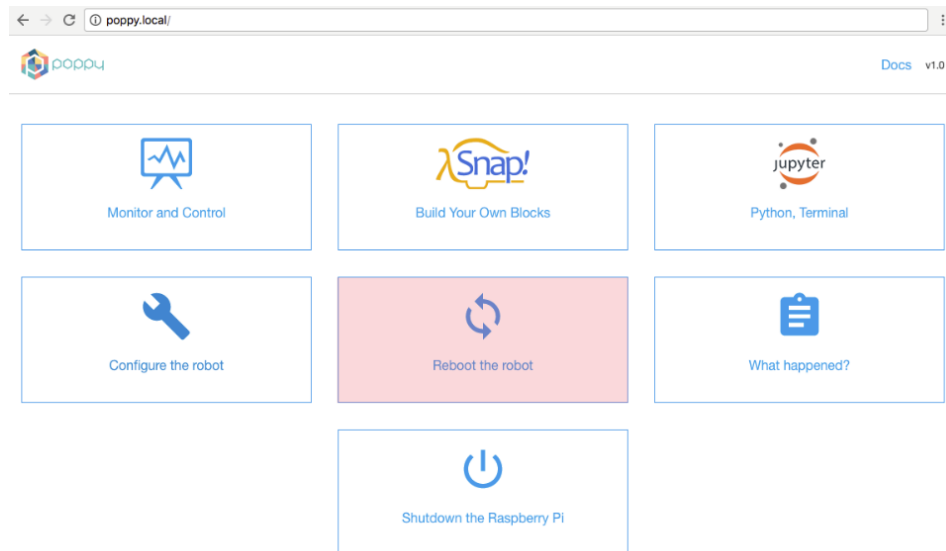 poppy.local/
poppy
Docs v1.0
λSnap!
jupyter
Monitor and Control
Build Your Own Blocks
Python, Terminal
Configure the robot
Reboot the robot
What happened?
Shutdown the Raspberry Pi